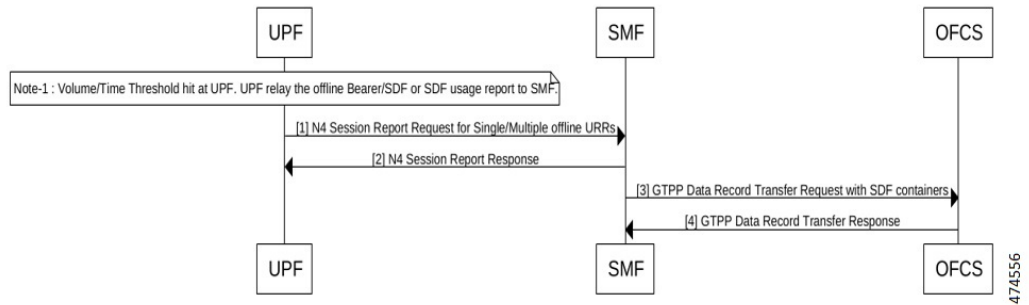 UPF
SMF
OFCS
Note-1 : Volume/Time Threshold hit at UPF. UPF relay the offline Bearer/SDF or SDF usage report to SMF.
[1] N4 Session Report Request for Single/Multiple offline URRs
[2] N4 Session Report Response
[3] GTPP Data Record Transfer Request with SDF containers
[4] GTPP Data Record Transfer Response
UPF
SMF
OFCS
474556